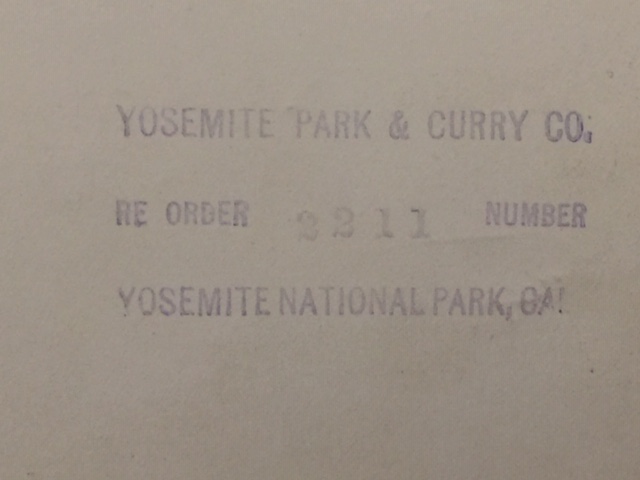 YOSEMITE PARK & CURRY CO.
RE ORDER 2211 NUMBER
YOSEMITE NATIONAL PARK, CAL